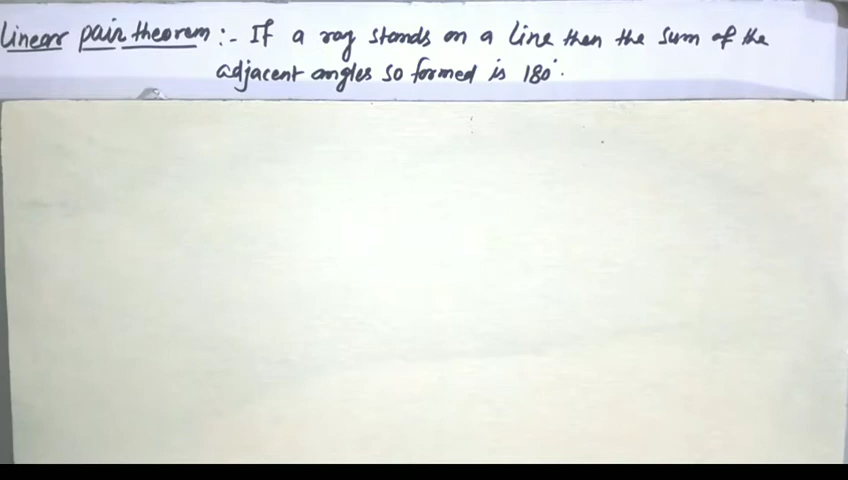 Linear pair theorem :- If a ray stands on a line then the sum of the
adjacent angles so formed is 180°.